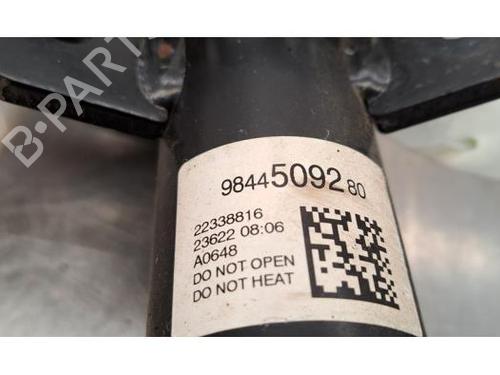 B-PARTS
98445092 80
22338816
23622 08:06
A0648
DO NOT OPEN
DO NOT HEAT